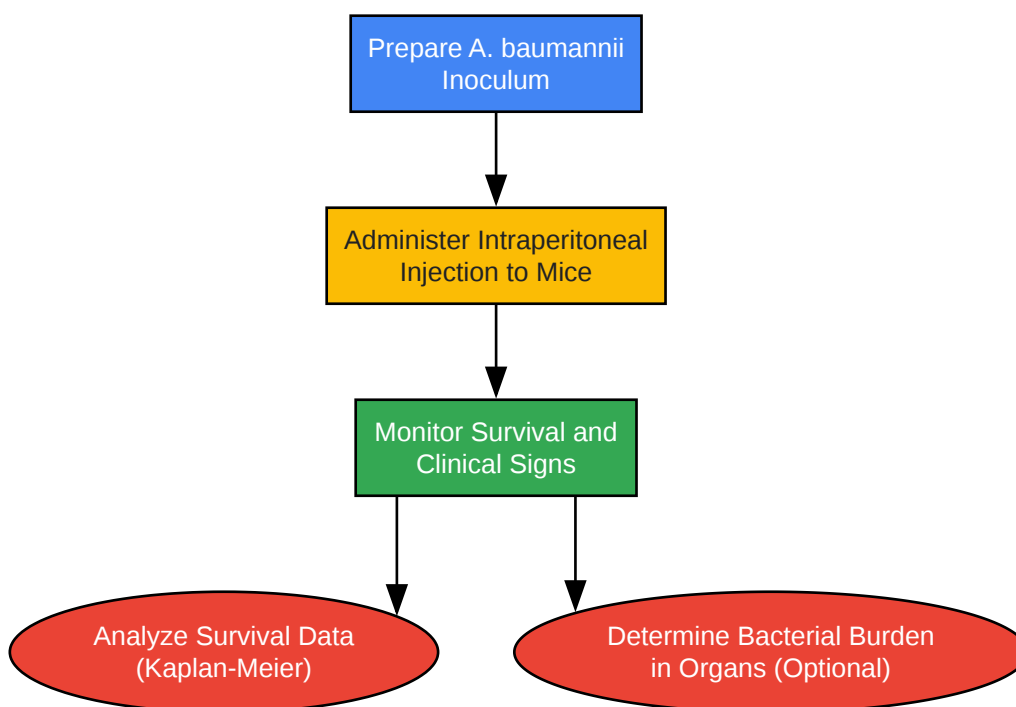 Prepare A. baumannii
Inoculum
Administer Intraperitoneal
Injection to Mice
Monitor Survival and
Clinical Signs
Analyze Survival Data
(Kaplan-Meier)
Determine Bacterial Burden
in Organs (Optional)